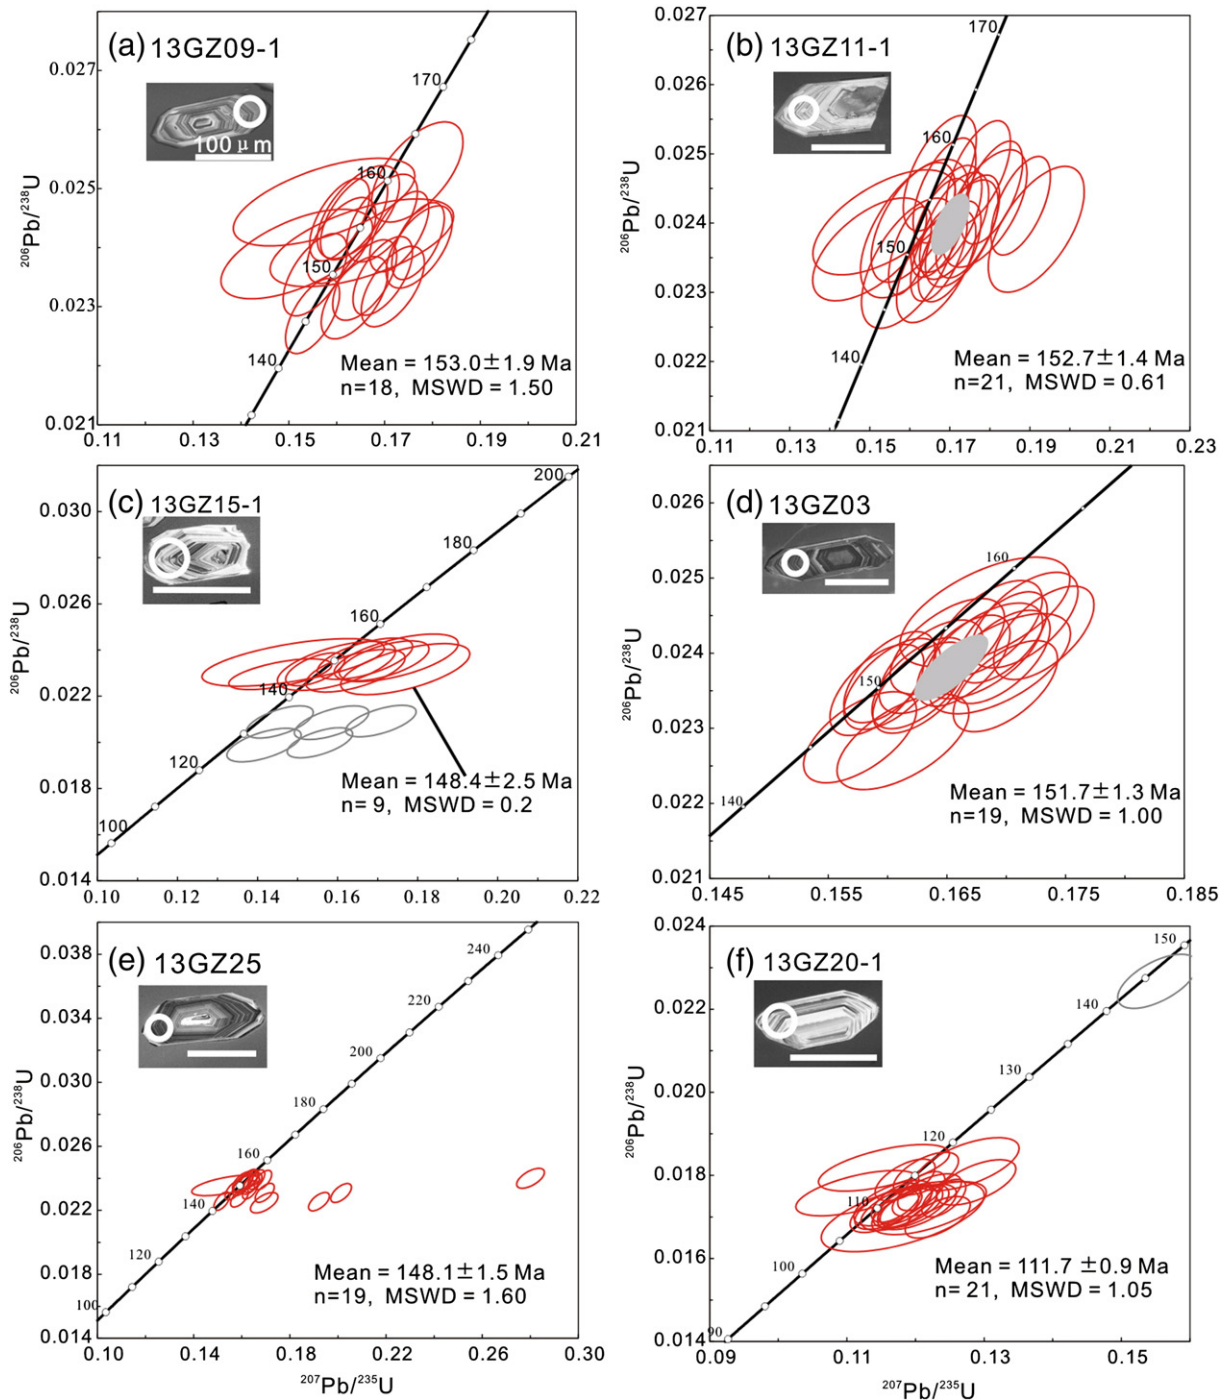 (a) 13GZ09-1
100 μm
0.027
0.025
0.023
0.021
²⁰⁶Pb/²³⁸U
170
160
150
140
Mean = 153.0±1.9 Ma
n=18, MSWD = 1.50
0.11 0.13 0.15 0.17 0.19 0.21
(b) 13GZ11-1
0.027
0.026
0.025
0.024
0.023
0.022
0.021
²⁰⁶Pb/²³⁸U
170
160
150
140
Mean = 152.7±1.4 Ma
n=21, MSWD = 0.61
0.11 0.13 0.15 0.17 0.19 0.21 0.23
(c) 13GZ15-1
0.030
0.026
0.022
0.018
0.014
²⁰⁶Pb/²³⁸U
200
180
160
140
120
100
Mean = 148.4±2.5 Ma
n= 9, MSWD = 0.2
0.10 0.12 0.14 0.16 0.18 0.20 0.22
(d) 13GZ03
0.026
0.025
0.024
0.023
0.022
0.021
²⁰⁶Pb/²³⁸U
160
150
140
Mean = 151.7±1.3 Ma
n=19, MSWD = 1.00
0.145 0.155 0.165 0.175 0.185
(e) 13GZ25
0.038
0.034
0.030
0.026
0.022
0.018
0.014
²⁰⁶Pb/²³⁸U
240
220
200
180
160
140
120
100
Mean = 148.1±1.5 Ma
n=19, MSWD = 1.60
0.10 0.14 0.18 0.22 0.26 0.30
²⁰⁷Pb/²³⁵U
(f) 13GZ20-1
0.024
0.022
0.020
0.018
0.016
0.014
²⁰⁶Pb/²³⁸U
150
140
130
120
110
100
90
Mean = 111.7 ±0.9 Ma
n= 21, MSWD = 1.05
0.09 0.11 0.13 0.15
²⁰⁷Pb/²³⁵U